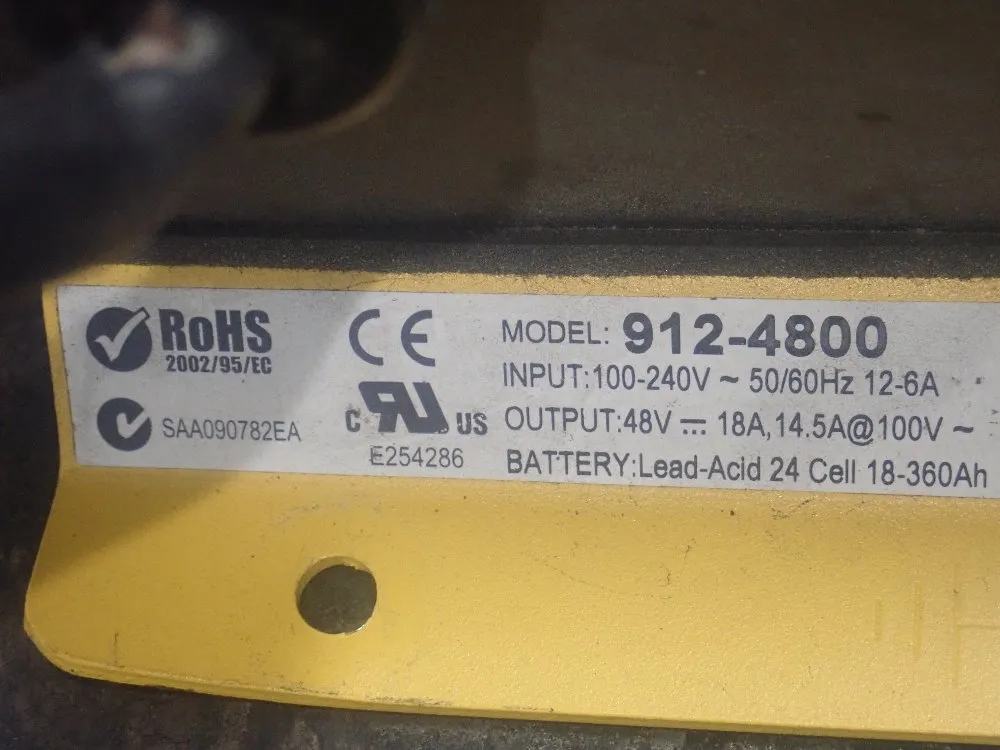 RoHS
2002/95/EC
SAA090782EA
CE
C RU US
E254286
MODEL: 912-4800
INPUT:100-240V ~ 50/60Hz 12-6A
OUTPUT:48V ⎓ 18A,14.5A@100V ~
BATTERY:Lead-Acid 24 Cell 18-360Ah